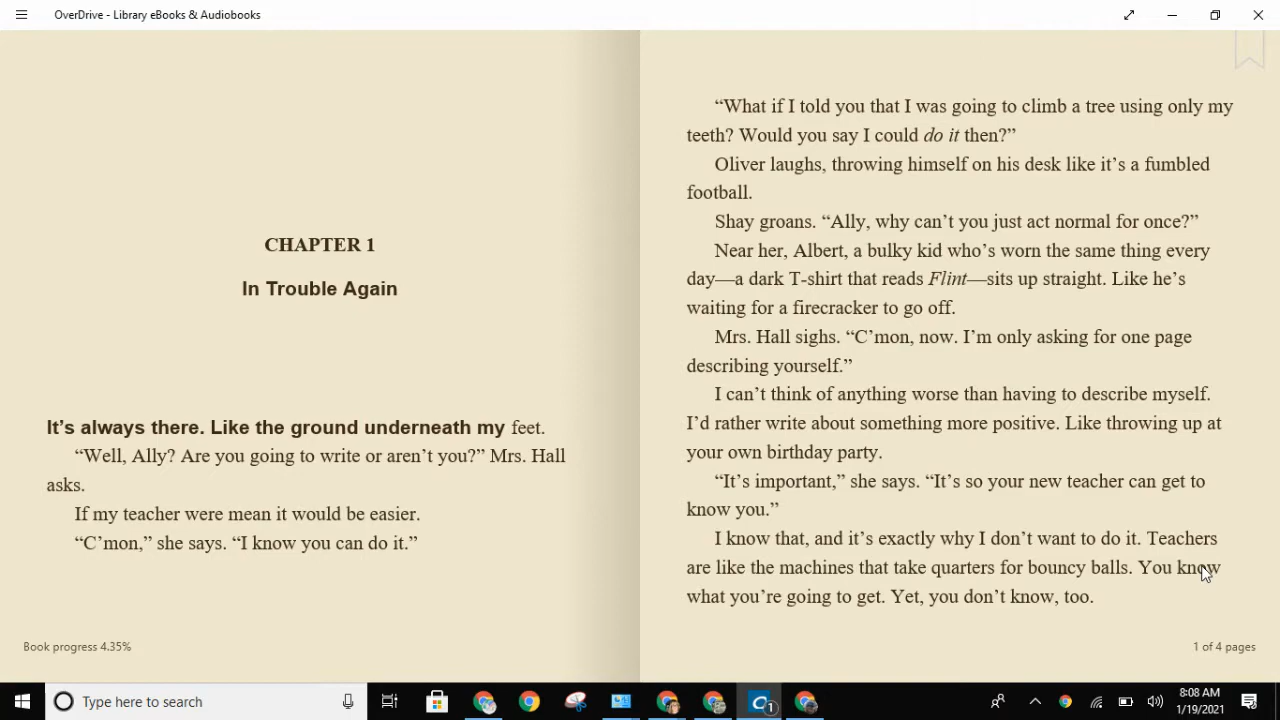 OverDrive - Library eBooks & Audiobooks
CHAPTER 1
In Trouble Again
It’s always there. Like the ground underneath my feet.
“Well, Ally? Are you going to write or aren’t you?” Mrs. Hall
asks.
If my teacher were mean it would be easier.
“C’mon,” she says. “I know you can do it.”
Book progress 4.35%
“What if I told you that I was going to climb a tree using only my
teeth? Would you say I could do it then?”
Oliver laughs, throwing himself on his desk like it’s a fumbled
football.
Shay groans. “Ally, why can’t you just act normal for once?”
Near her, Albert, a bulky kid who’s worn the same thing every
day—a dark T-shirt that reads Flint—sits up straight. Like he’s
waiting for a firecracker to go off.
Mrs. Hall sighs. “C’mon, now. I’m only asking for one page
describing yourself.”
I can’t think of anything worse than having to describe myself.
I’d rather write about something more positive. Like throwing up at
your own birthday party.
“It’s important,” she says. “It’s so your new teacher can get to
know you.”
I know that, and it’s exactly why I don’t want to do it. Teachers
are like the machines that take quarters for bouncy balls. You know
what you’re going to get. Yet, you don’t know, too.
1 of 4 pages
Type here to search
1
8:08 AM
1/19/2021